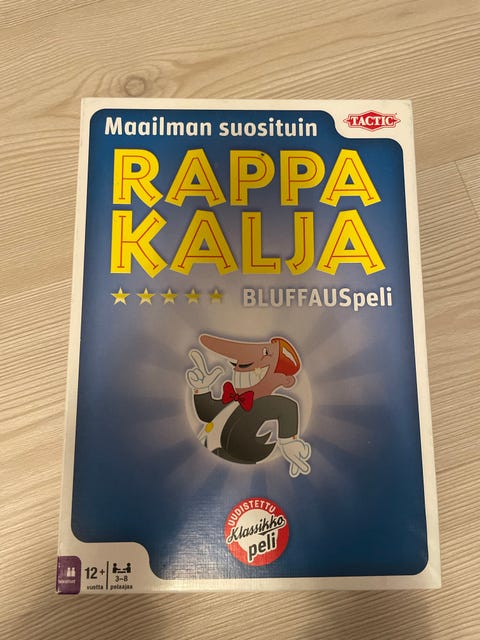 Maailman suosituin
TACTIC
RAPPA
KALJA
BLUFFAUSpeli
UUDISTETTU
Klassikko
peli
12+
vuotta
3–8
pelaajaa